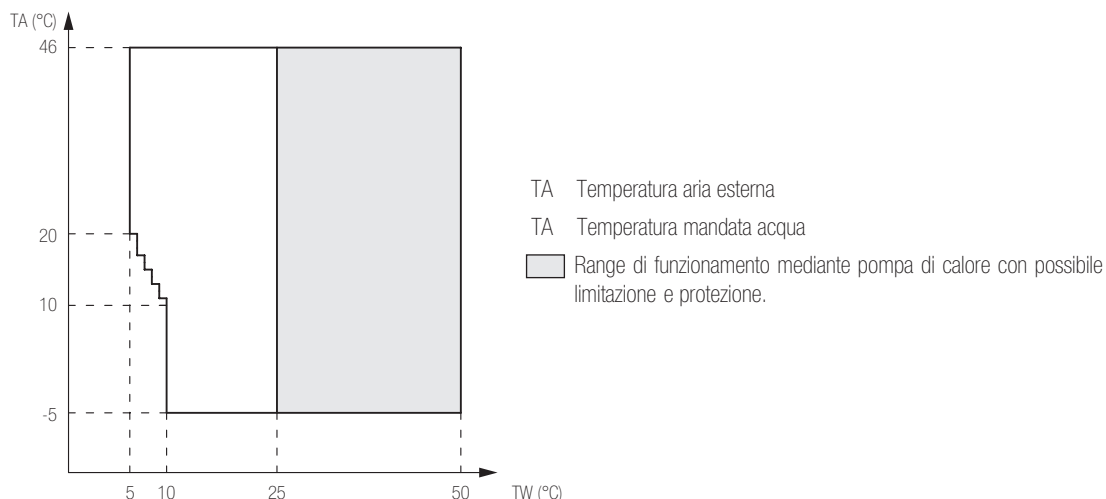 TA (°C)
46
20
10
-5
5 10 25 50 TW (°C)
TA Temperatura aria esterna
TA Temperatura mandata acqua
Range di funzionamento mediante pompa di calore con possibile
limitazione e protezione.